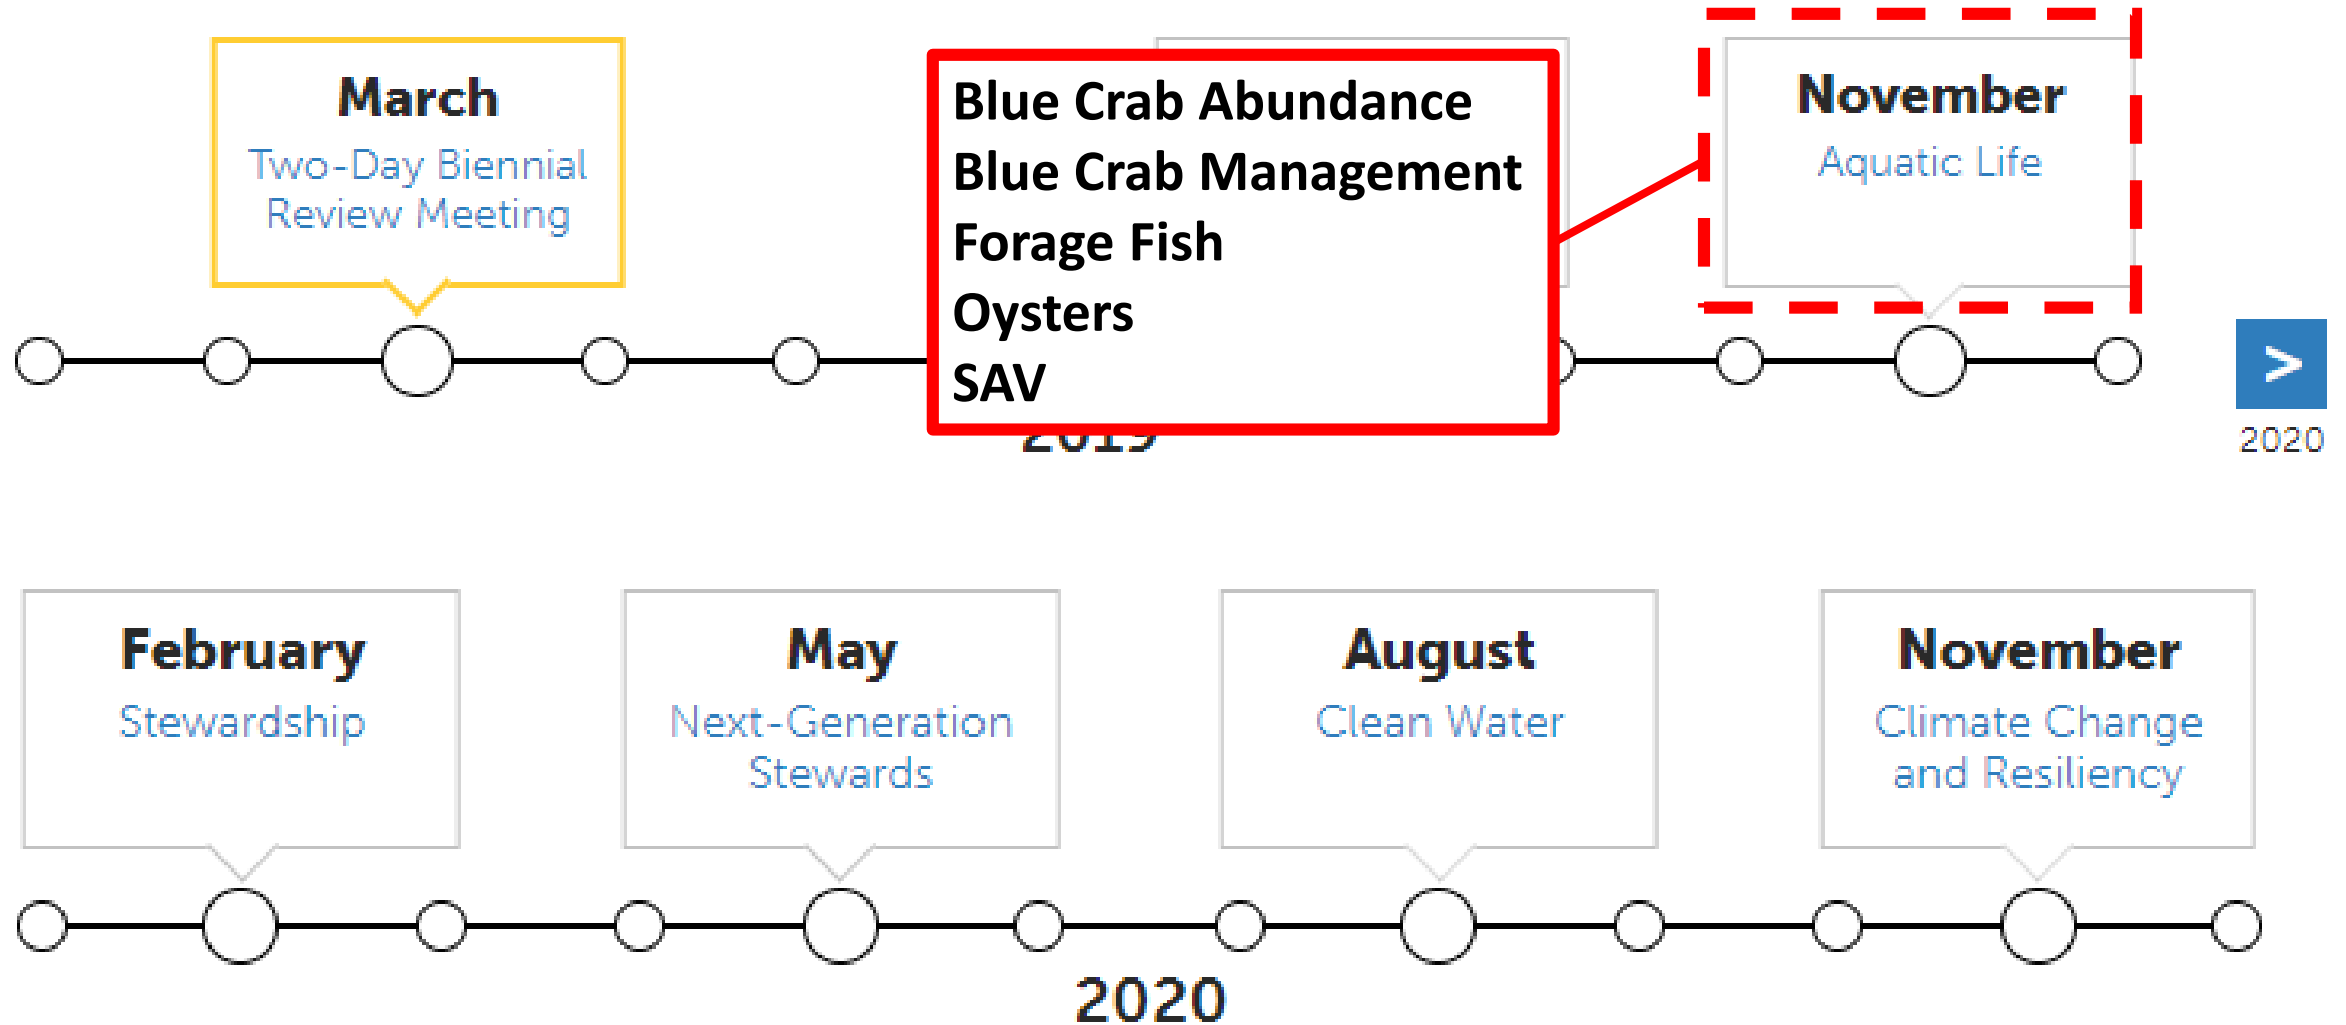 March
Two-Day Biennial
Review Meeting
Blue Crab Abundance
Blue Crab Management
Forage Fish
Oysters
SAV
November
Aquatic Life
>
2020
2019
February
Stewardship
May
Next-Generation
Stewards
August
Clean Water
November
Climate Change
and Resiliency
2020